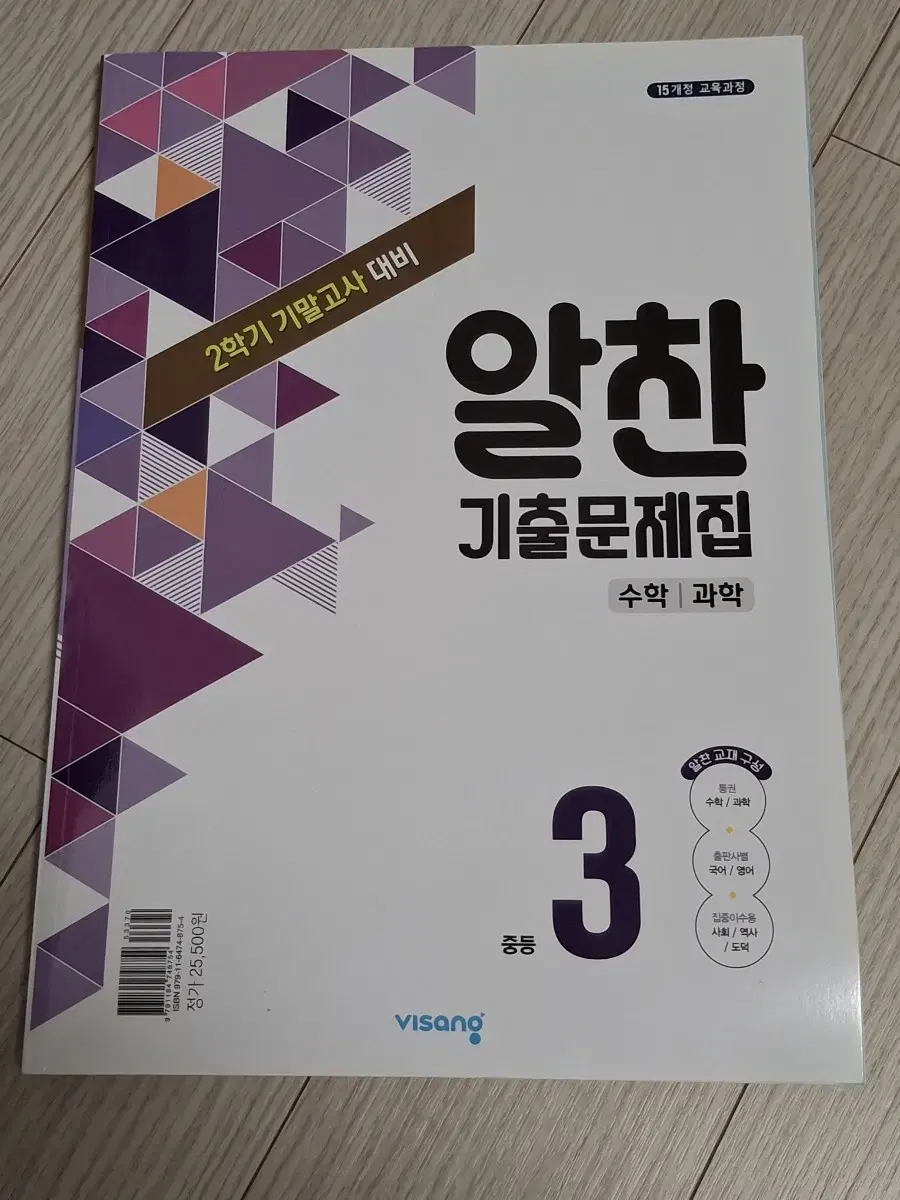 15개정 교육과정
2학기 기말고사 대비
알찬
기출문제집
수학 | 과학
알찬 교재 구성
통권
수학 / 과학
출판사별
국어 / 영어
집중이수용
사회 / 역사
/ 도덕
중등 3
visang
53370
9 791164 748754
ISBN 979-11-6474-875-4
정가 25,500원